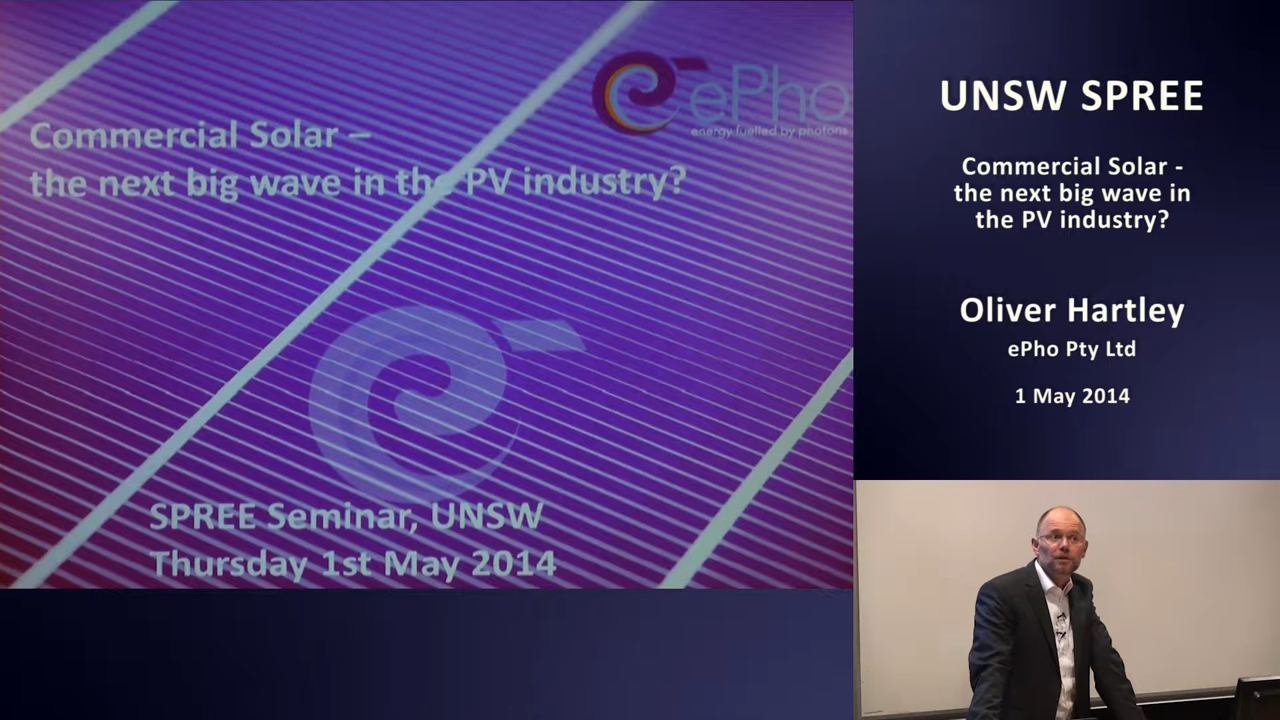 ePho
energy fuelled by photons
Commercial Solar –
the next big wave in the PV industry?
SPREE Seminar, UNSW
Thursday 1st May 2014
UNSW SPREE
Commercial Solar -
the next big wave in
the PV industry?
Oliver Hartley
ePho Pty Ltd
1 May 2014